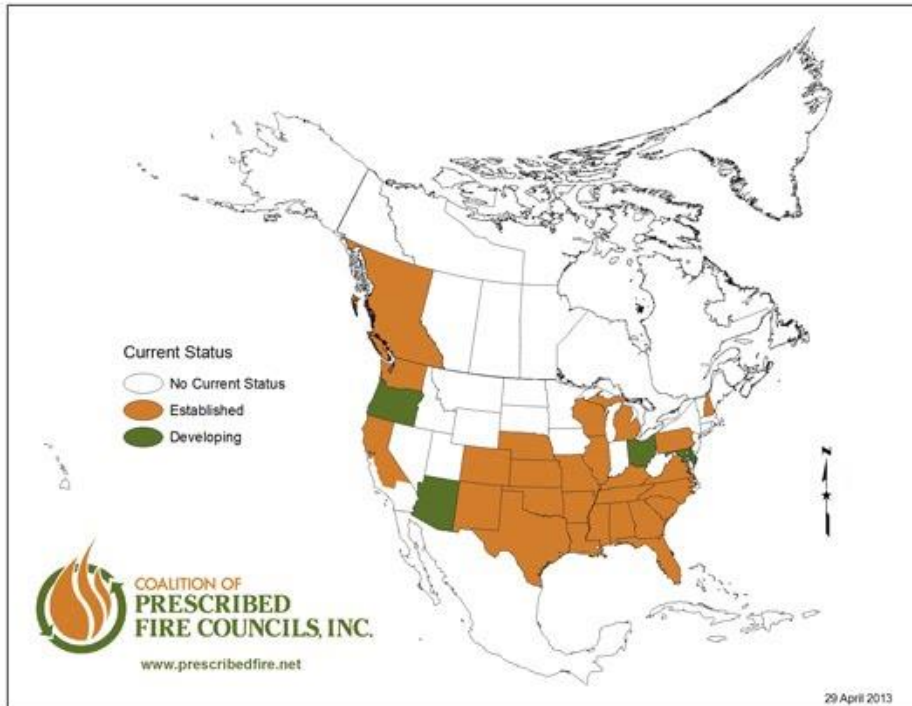 Current Status
No Current Status
Established
Developing
N
COALITION OF
PRESCRIBED
FIRE COUNCILS, INC.
www.prescribedfire.net
29 April 2013